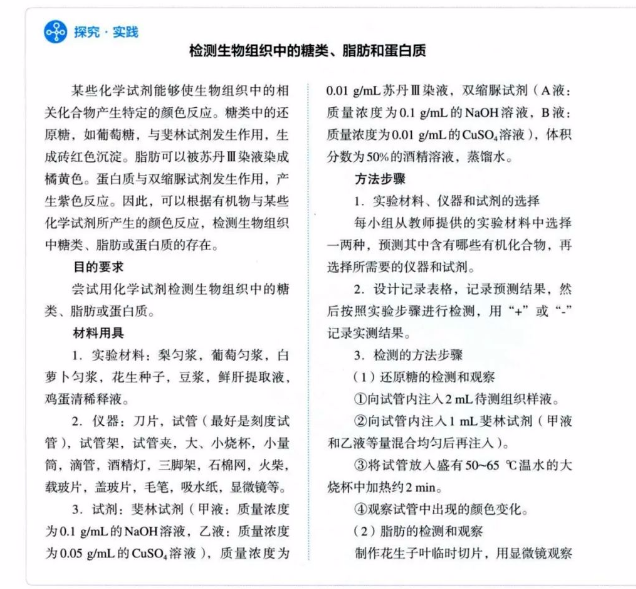 探究·实践
检测生物组织中的糖类、脂肪和蛋白质
某些化学试剂能够使生物组织中的相
关化合物产生特定的颜色反应。糖类中的还
原糖，如葡萄糖，与斐林试剂发生作用，生
成砖红色沉淀。脂肪可以被苏丹Ⅲ染液染成
橘黄色。蛋白质与双缩脲试剂发生作用，产
生紫色反应。因此，可以根据有机物与某些
化学试剂所产生的颜色反应，检测生物组织
中糖类、脂肪或蛋白质的存在。
目的要求
尝试用化学试剂检测生物组织中的糖
类、脂肪或蛋白质。
材料用具
1. 实验材料：梨匀浆，葡萄匀浆，白
萝卜匀浆，花生种子，豆浆，鲜肝提取液，
鸡蛋清稀释液。
2. 仪器：刀片，试管（最好是刻度试
管），试管架，试管夹，大、小烧杯，小量
筒，滴管，酒精灯，三脚架，石棉网，火柴，
载玻片，盖玻片，毛笔，吸水纸，显微镜等。
3. 试剂：斐林试剂（甲液：质量浓度
为0.1 g/mL的NaOH溶液，乙液：质量浓度
为0.05 g/mL的CuSO₄溶液），质量浓度为
0.01 g/mL苏丹Ⅲ染液，双缩脲试剂（A液：
质量浓度为0.1 g/mL的NaOH溶液，B液：
质量浓度为0.01 g/mL的CuSO₄溶液），体积
分数为50%的酒精溶液，蒸馏水。
方法步骤
1. 实验材料、仪器和试剂的选择
每小组从教师提供的实验材料中选择
一两种，预测其中含有哪些有机化合物，再
选择所需要的仪器和试剂。
2. 设计记录表格，记录预测结果，然
后按照实验步骤进行检测，用“+”或“-”
记录实测结果。
3. 检测的方法步骤
（1）还原糖的检测和观察
①向试管内注入2 mL待测组织样液。
②向试管内注入1 mL斐林试剂（甲液
和乙液等量混合均匀后再注入）。
③将试管放入盛有50~65 ℃温水的大
烧杯中加热约2 min。
④观察试管中出现的颜色变化。
（2）脂肪的检测和观察
制作花生子叶临时切片，用显微镜观察